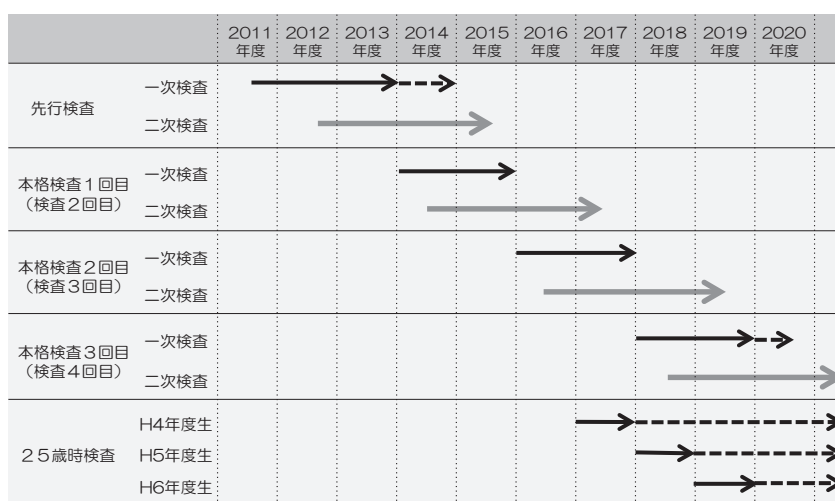 2011 2012 2013 2014 2015 2016 2017 2018 2019 2020
年度 年度 年度 年度 年度 年度 年度 年度 年度 年度
先行検査
一次検査
二次検査
本格検査1回目
（検査2回目）
一次検査
二次検査
本格検査2回目
（検査3回目）
一次検査
二次検査
本格検査3回目
（検査4回目）
一次検査
二次検査
25歳時検査
H4年度生
H5年度生
H6年度生